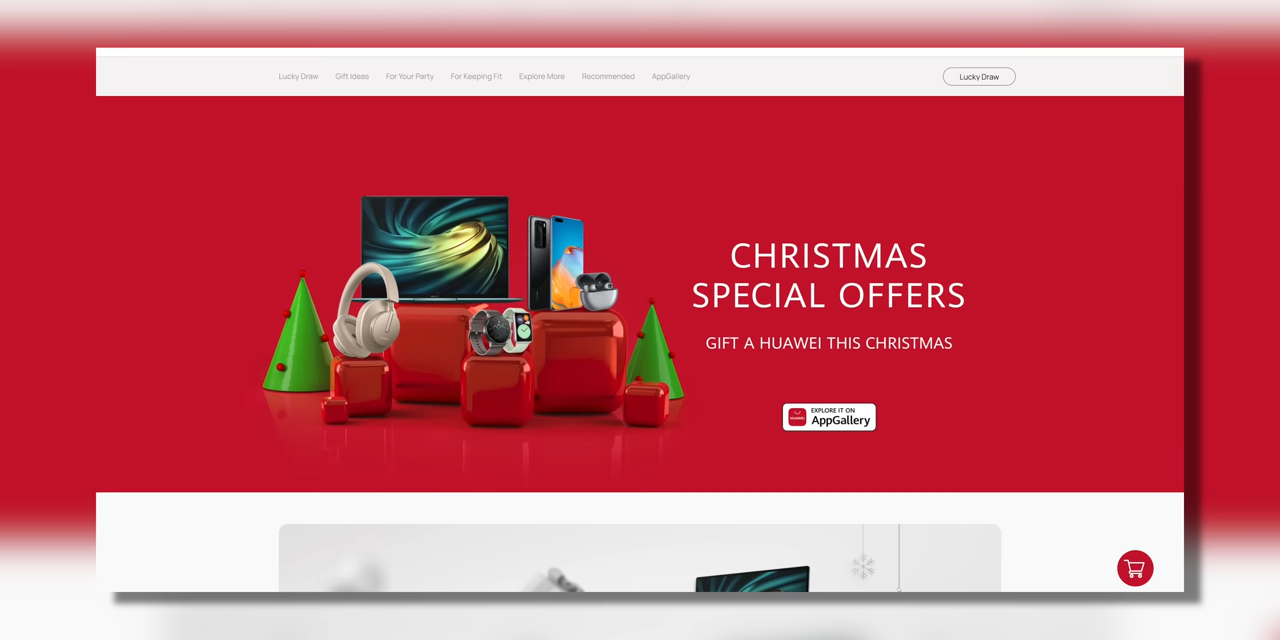 Lucky Draw
Gift Ideas
For Your Party
For Keeping Fit
Explore More
Recommended
AppGallery
Lucky Draw
CHRISTMAS
SPECIAL OFFERS
GIFT A HUAWEI THIS CHRISTMAS
EXPLORE IT ON
AppGallery